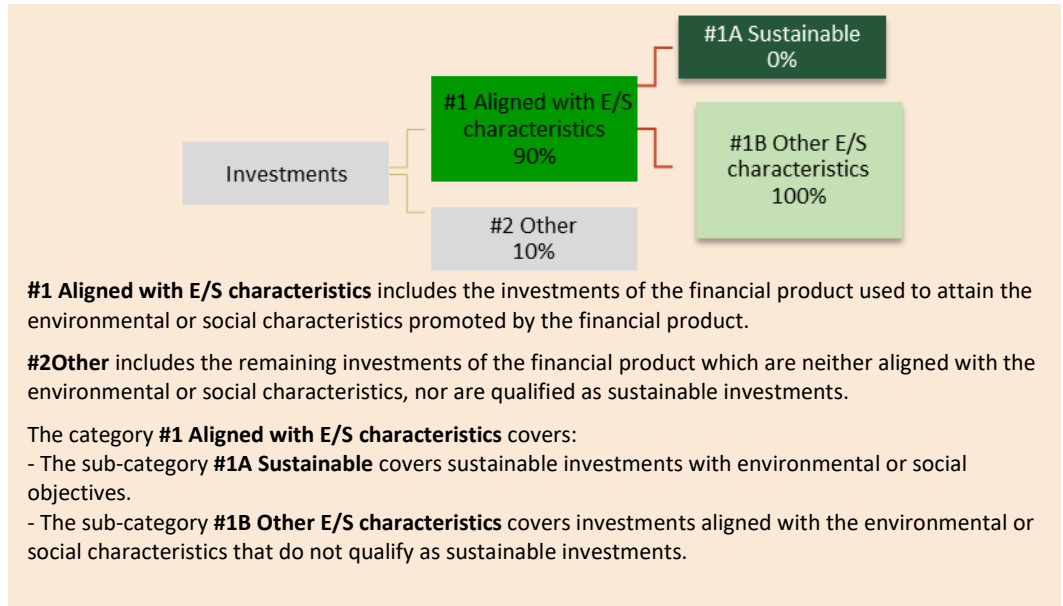 #1A Sustainable
0%
#1 Aligned with E/S
characteristics
90%
#1B Other E/S
characteristics
100%
Investments
#2 Other
10%
#1 Aligned with E/S characteristics includes the investments of the financial product used to attain the
environmental or social characteristics promoted by the financial product.
#2Other includes the remaining investments of the financial product which are neither aligned with the
environmental or social characteristics, nor are qualified as sustainable investments.
The category #1 Aligned with E/S characteristics covers:
- The sub-category #1A Sustainable covers sustainable investments with environmental or social
objectives.
- The sub-category #1B Other E/S characteristics covers investments aligned with the environmental or
social characteristics that do not qualify as sustainable investments.